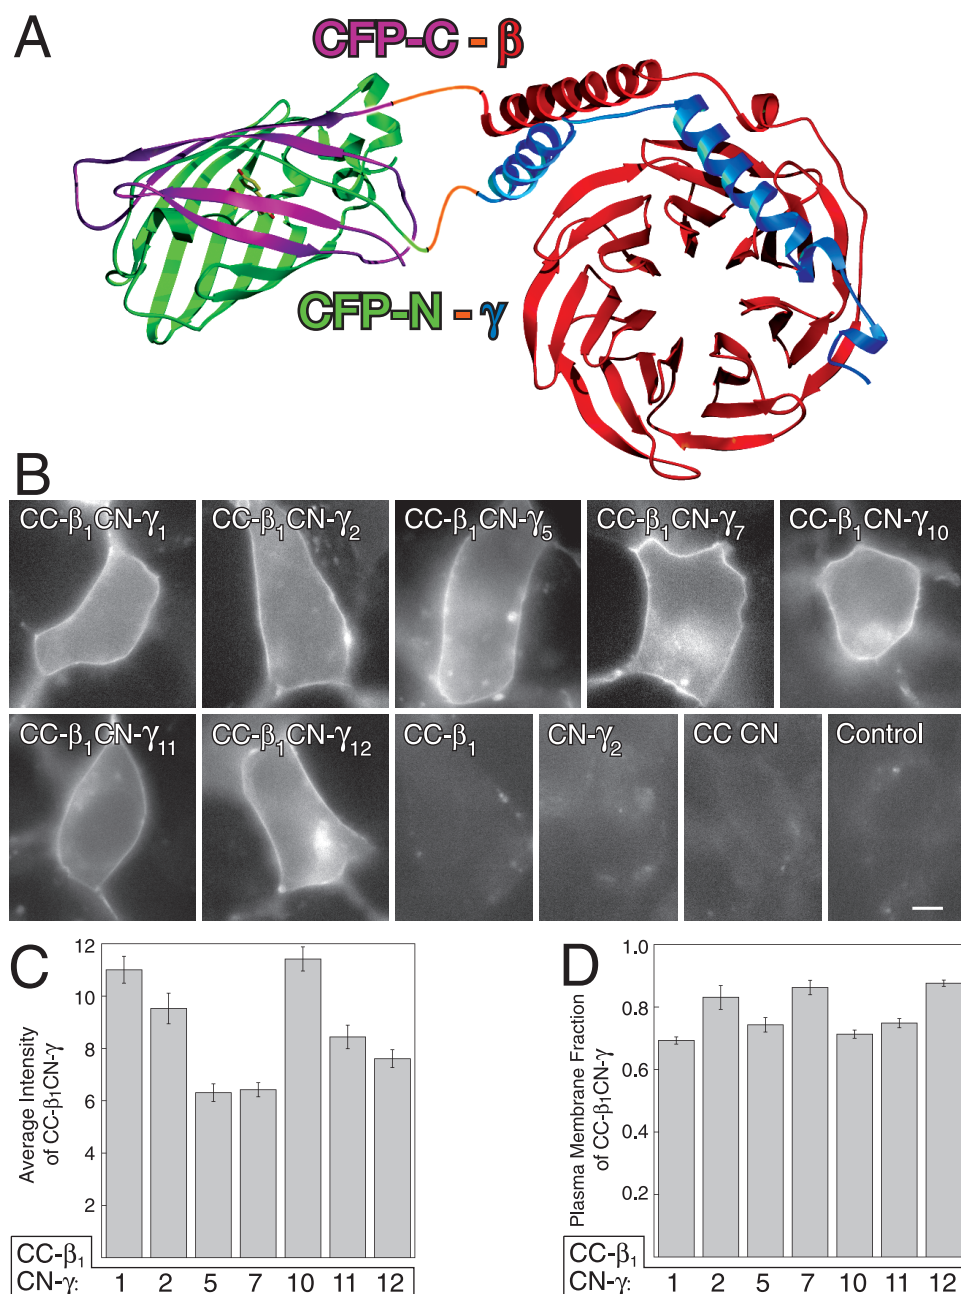 A
CFP-C - β
CFP-N - γ
B
CC-β₁CN-γ₁
CC-β₁CN-γ₂
CC-β₁CN-γ₅
CC-β₁CN-γ₇
CC-β₁CN-γ₁₀
CC-β₁CN-γ₁₁
CC-β₁CN-γ₁₂
CC-β₁
CN-γ₂
CC CN
Control
C
Average Intensity
of CC-β₁CN-γ
12
10
8
6
4
2
CC-β₁
CN-γ: 1 2 5 7 10 11 12
D
Plasma Membrane Fraction
of CC-β₁CN-γ
1.0
0.8
0.6
0.4
0.2
CC-β₁
CN-γ: 1 2 5 7 10 11 12